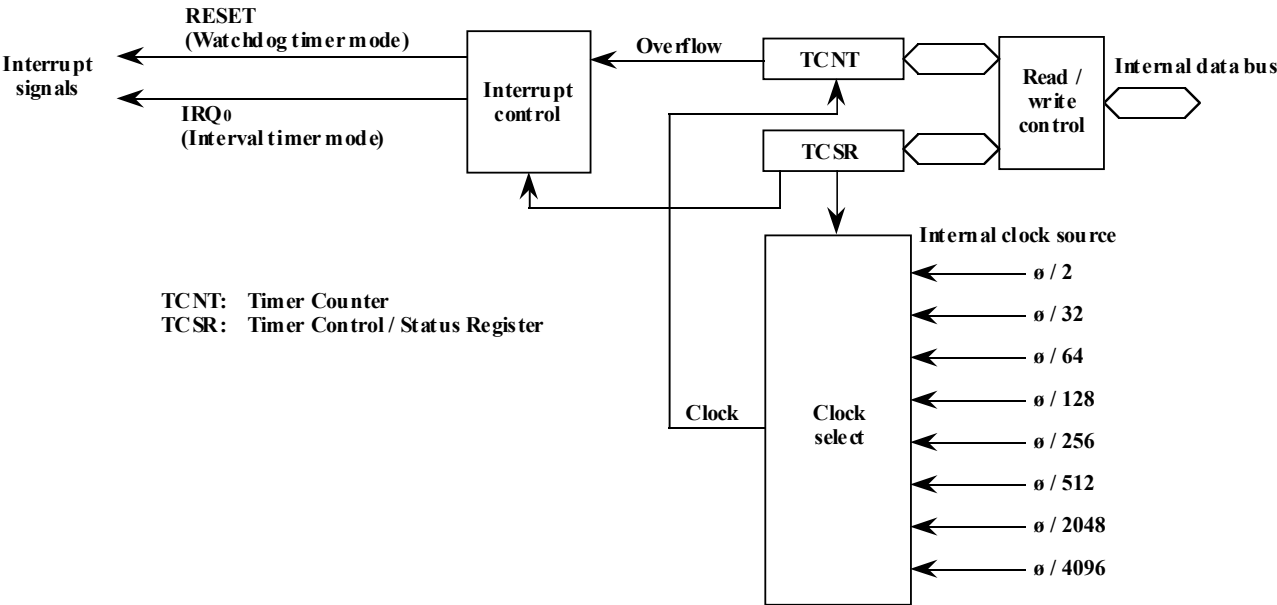 RESET
(Watchdog timer mode)
Interrupt
signals
IRQ0
(Interval timer mode)
Interrupt
control
Overflow
TCNT
TCSR
Read /
write
control
Internal data bus
Internal clock source
TCNT: Timer Counter
TCSR: Timer Control / Status Register
Clock
Clock
select
ø / 2
ø / 32
ø / 64
ø / 128
ø / 256
ø / 512
ø / 2048
ø / 4096